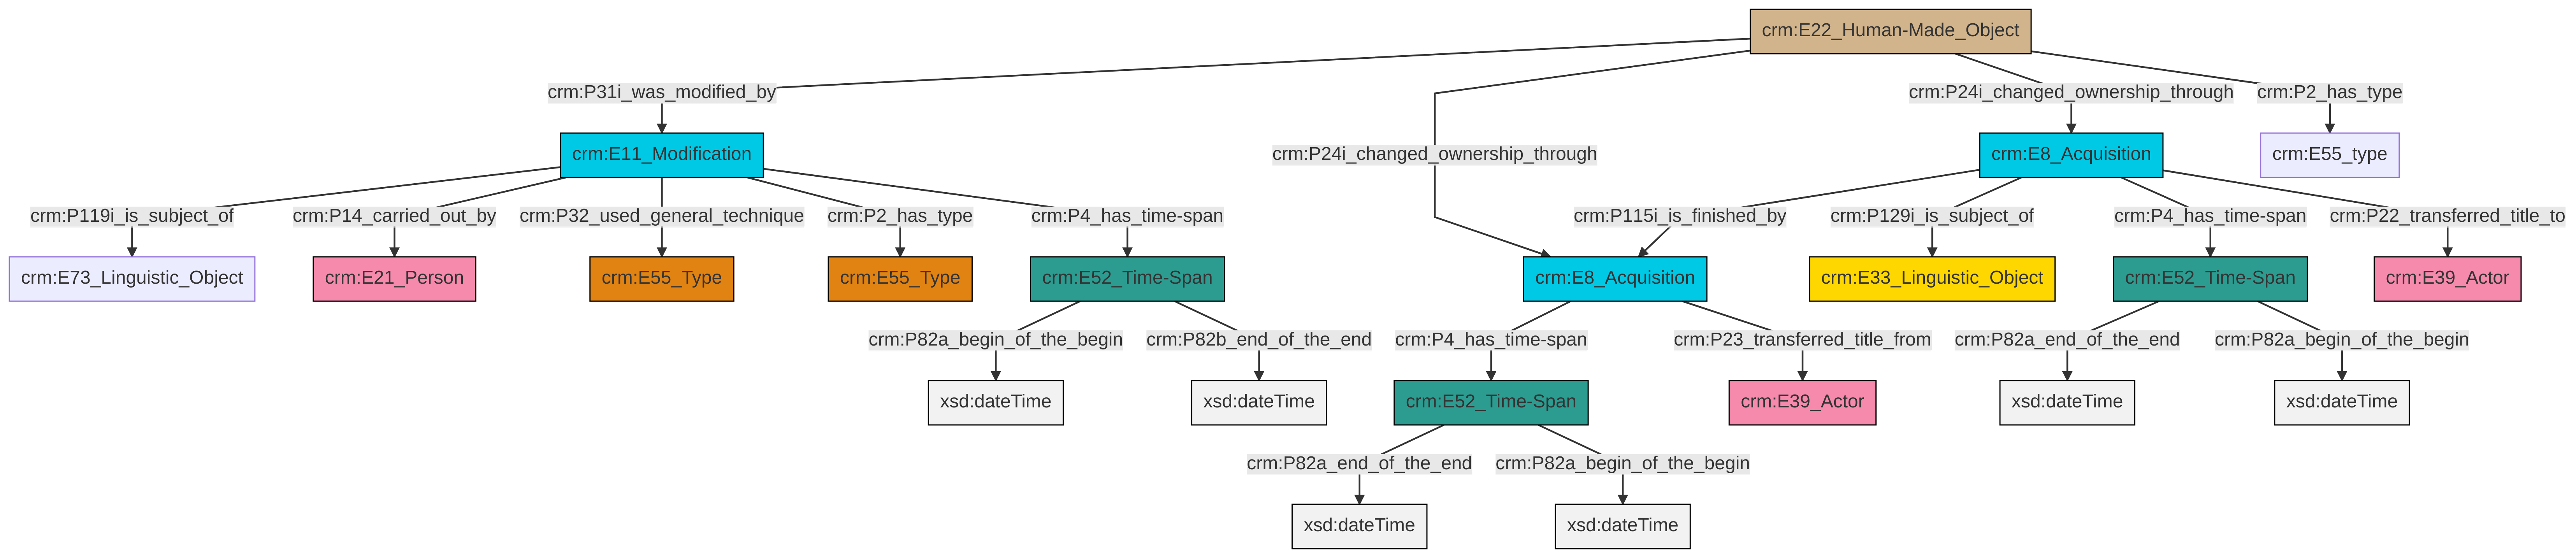 crm:E22_Human-Made_Object
crm:P31i_was_modified_by
crm:P24i_changed_ownership_through
crm:P2_has_type
crm:E11_Modification
crm:P24i_changed_ownership_through
crm:E8_Acquisition
crm:E55_type
crm:P119i_is_subject_of
crm:P14_carried_out_by
crm:P32_used_general_technique
crm:P2_has_type
crm:P4_has_time-span
crm:P115i_is_finished_by
crm:P129i_is_subject_of
crm:P4_has_time-span
crm:P22_transferred_title_to
crm:E73_Linguistic_Object
crm:E21_Person
crm:E55_Type
crm:E55_Type
crm:E52_Time-Span
crm:E8_Acquisition
crm:E33_Linguistic_Object
crm:E52_Time-Span
crm:E39_Actor
crm:P82a_begin_of_the_begin
crm:P82b_end_of_the_end
crm:P4_has_time-span
crm:P23_transferred_title_from
crm:P82a_end_of_the_end
crm:P82a_begin_of_the_begin
xsd:dateTime
xsd:dateTime
crm:E52_Time-Span
crm:E39_Actor
xsd:dateTime
xsd:dateTime
crm:P82a_end_of_the_end
crm:P82a_begin_of_the_begin
xsd:dateTime
xsd:dateTime